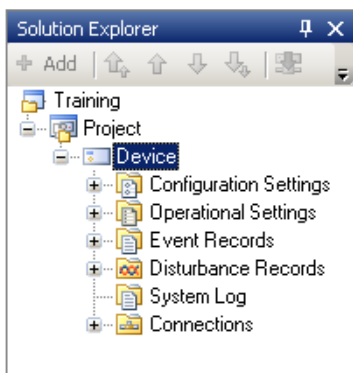 Solution Explorer
Add
Training
Project
Device
Configuration Settings
Operational Settings
Event Records
Disturbance Records
System Log
Connections